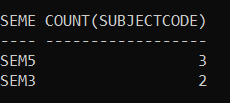 SEME COUNT(SUBJECTCODE)
---- ------------------
SEM5 3
SEM3 2